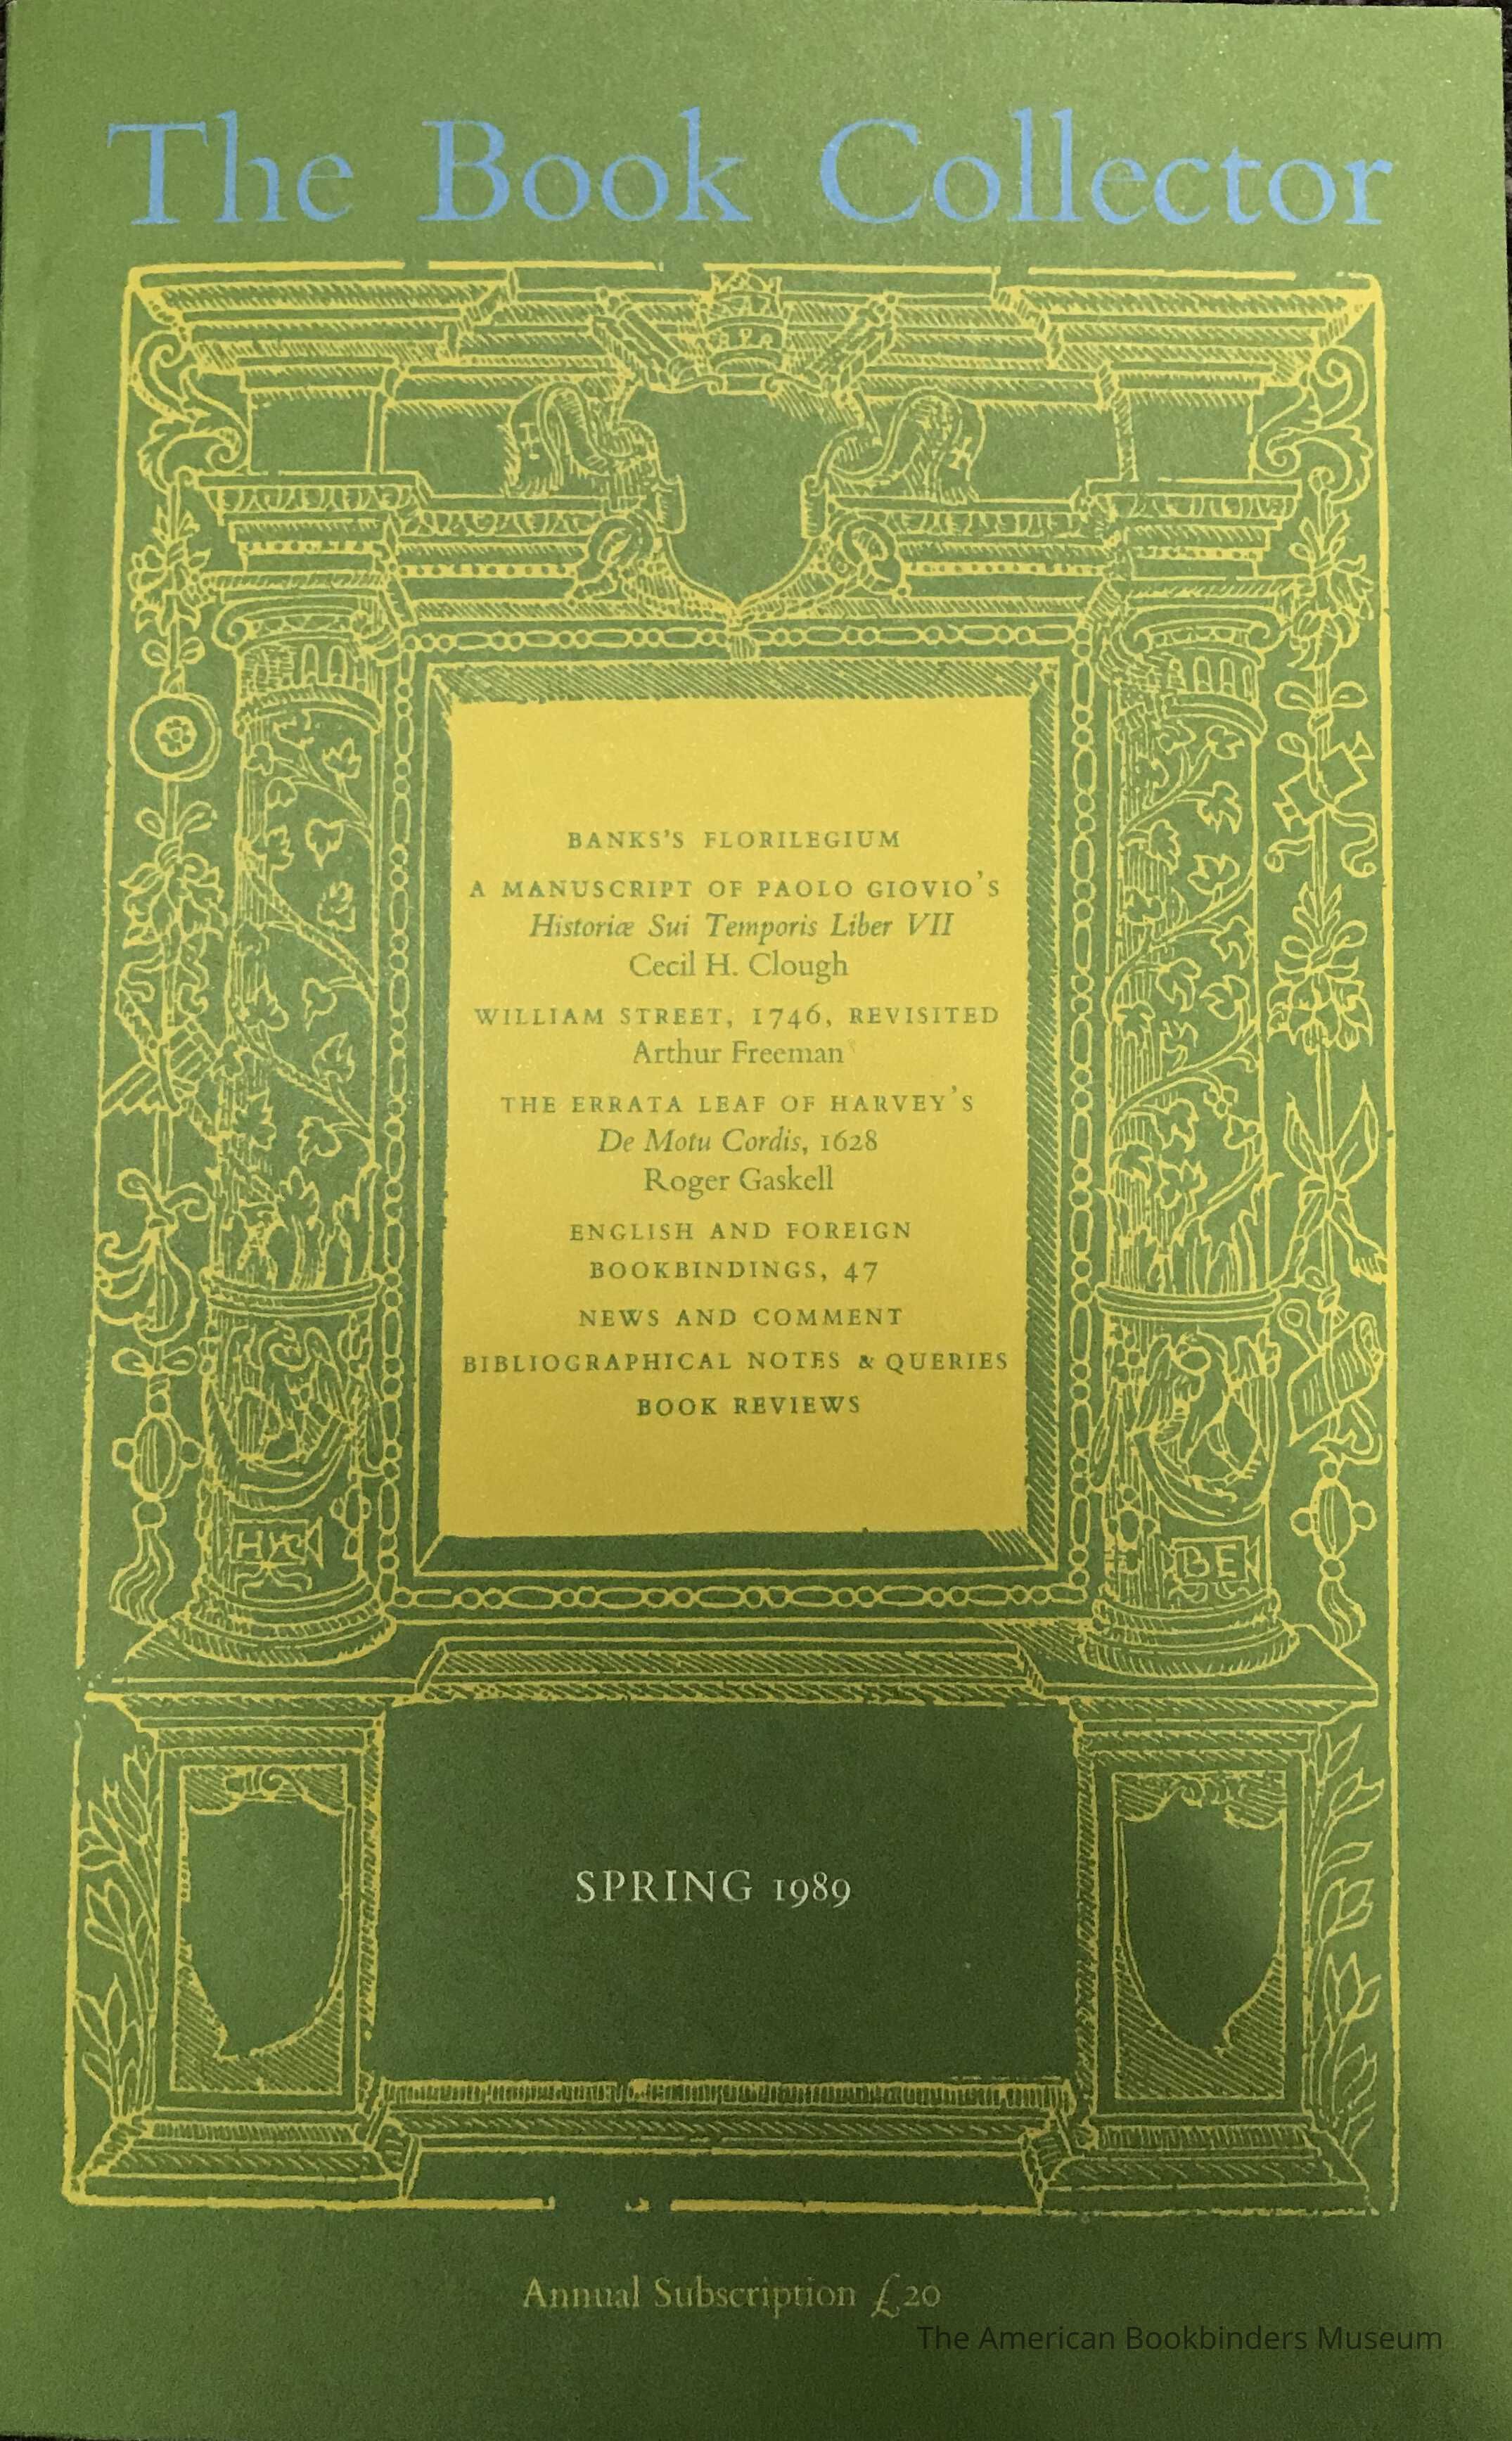 The Book Collector
BANKS'S FLORILEGIUM
A MANUSCRIPT OF PAOLO GIOVIO'S
Historiæ Sui Temporis Liber VII
Cecil H. Clough
WILLIAM STREET, 1746, REVISITED
Arthur Freeman
THE ERRATA LEAF OF HARVEY'S
De Motu Cordis, 1628
Roger Gaskell
ENGLISH AND FOREIGN
BOOKBINDINGS, 47
NEWS AND COMMENT
BIBLIOGRAPHICAL NOTES & QUERIES
BOOK REVIEWS
BE
SPRING 1989
Annual Subscription £20
The American Bookbinders Museum